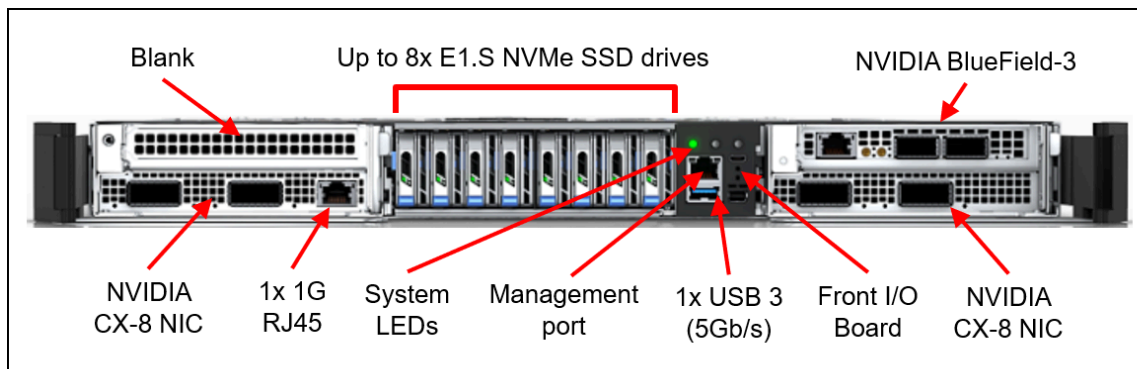 Blank
Up to 8x E1.S NVMe SSD drives
NVIDIA BlueField-3
NVIDIA
CX-8 NIC
1x 1G
RJ45
System
LEDs
Management
port
1x USB 3
(5Gb/s)
Front I/O
Board
NVIDIA
CX-8 NIC